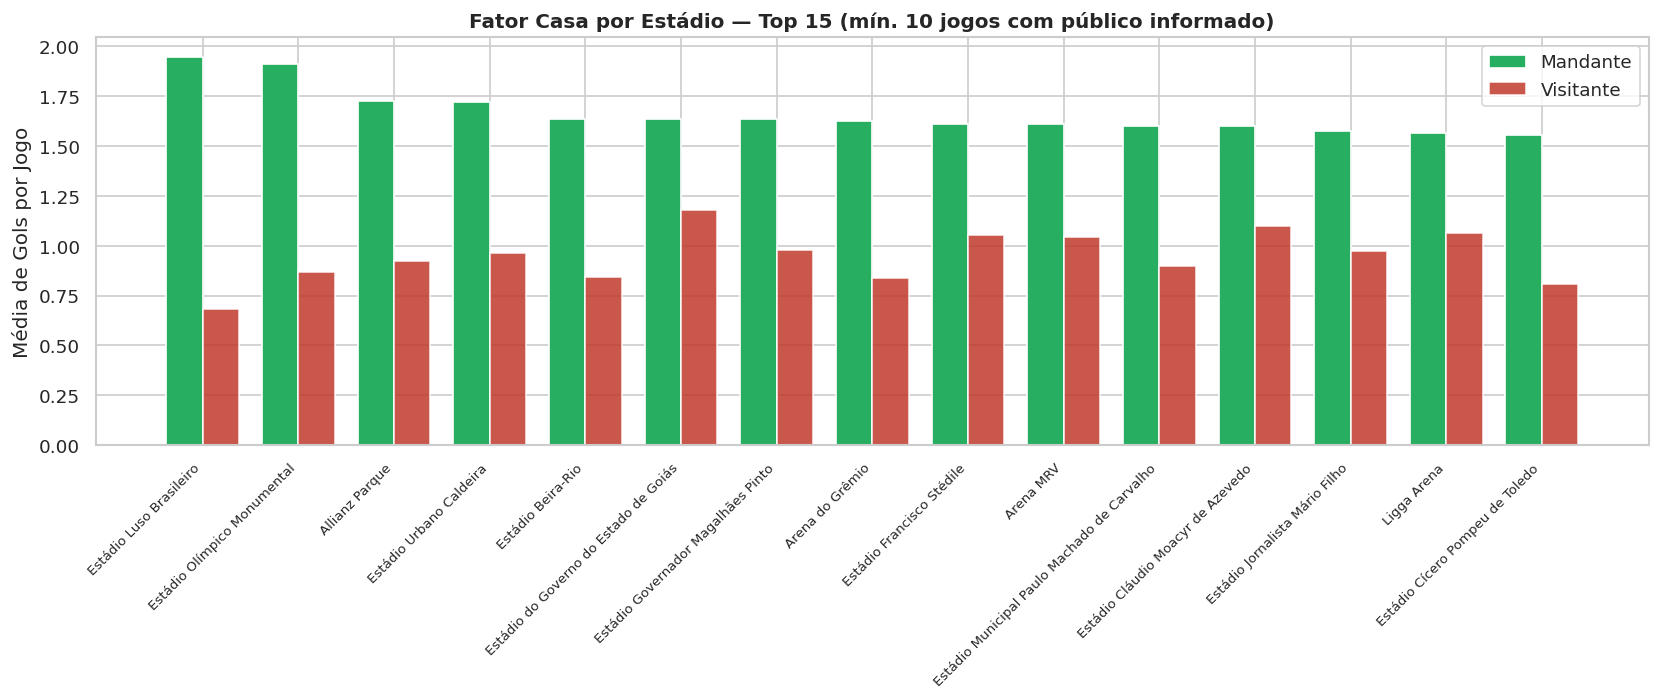 Fator Casa por Estádio — Top 15 (mín. 10 jogos com público informado)
Mandante
Visitante
Média de Gols por Jogo
2.00
1.75
1.50
1.25
1.00
0.75
0.50
0.25
0.00
Estádio Luso Brasileiro
Estádio Olímpico Monumental
Allianz Parque
Estádio Urbano Caldeira
Estádio Beira-Rio
Estádio do Governo do Estado de Goiás
Estádio Governador Magalhães Pinto
Arena do Grêmio
Estádio Francisco Stédile
Arena MRV
Estádio Municipal Paulo Machado de Carvalho
Estádio Cláudio Moacyr de Azevedo
Estádio Jornalista Mário Filho
Ligga Arena
Estádio Cícero Pompeu de Toledo